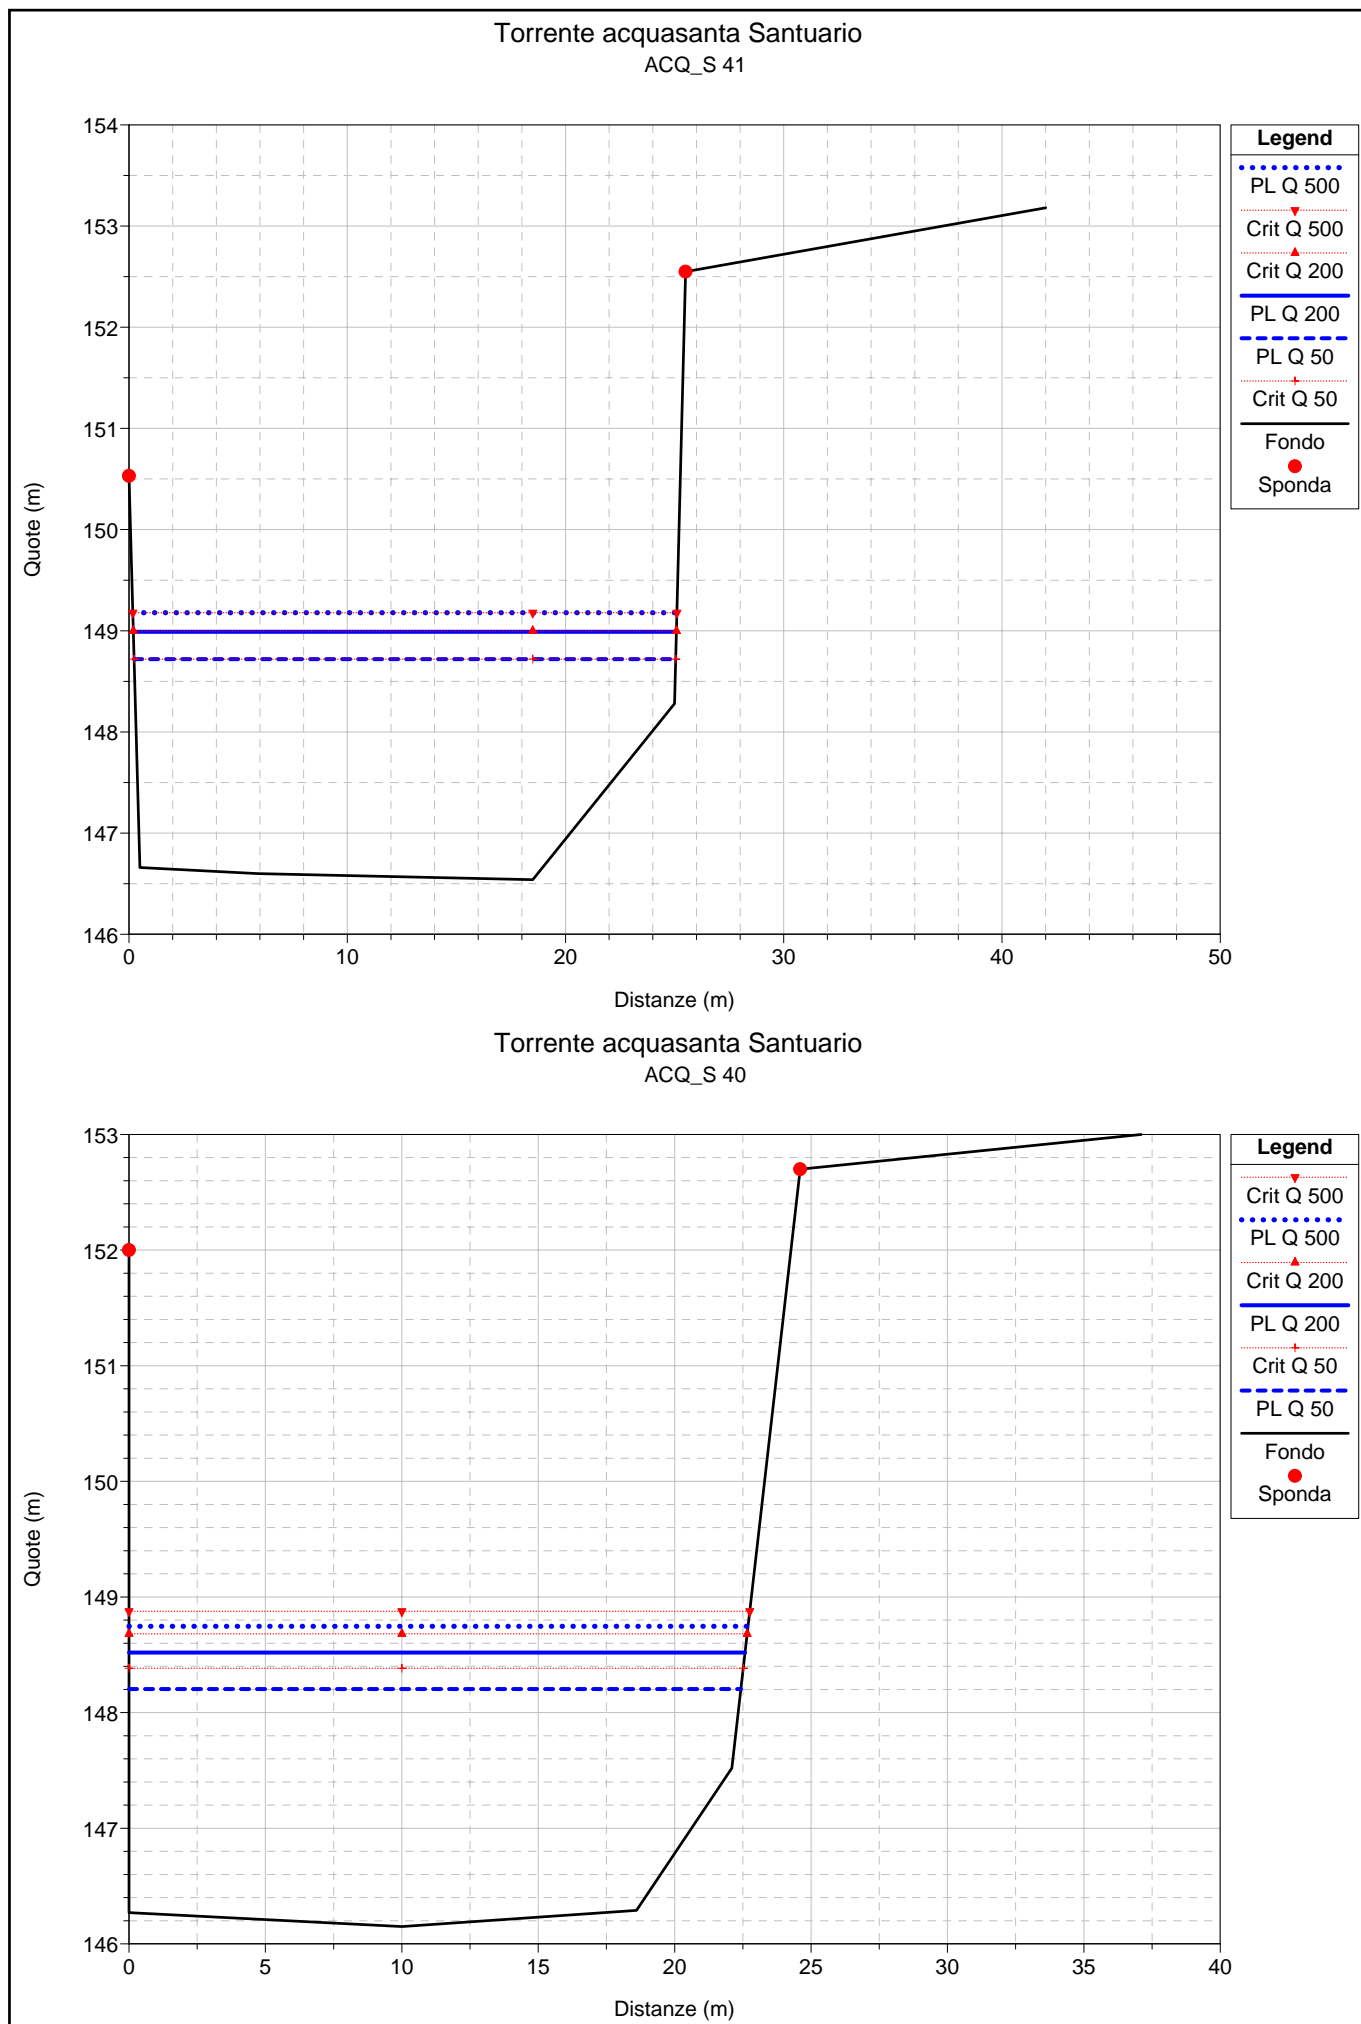 Torrente acquasanta Santuario
ACQ_S 41
154
153
152
151
150
149
148
147
146
Quote (m)
0 10 20 30 40 50
Distanze (m)
Legend
PL Q 500
Crit Q 500
Crit Q 200
PL Q 200
PL Q 50
Crit Q 50
Fondo
Sponda
Torrente acquasanta Santuario
ACQ_S 40
153
152
151
150
149
148
147
146
Quote (m)
0 5 10 15 20 25 30 35 40
Distanze (m)
Legend
Crit Q 500
PL Q 500
Crit Q 200
PL Q 200
Crit Q 50
PL Q 50
Fondo
Sponda